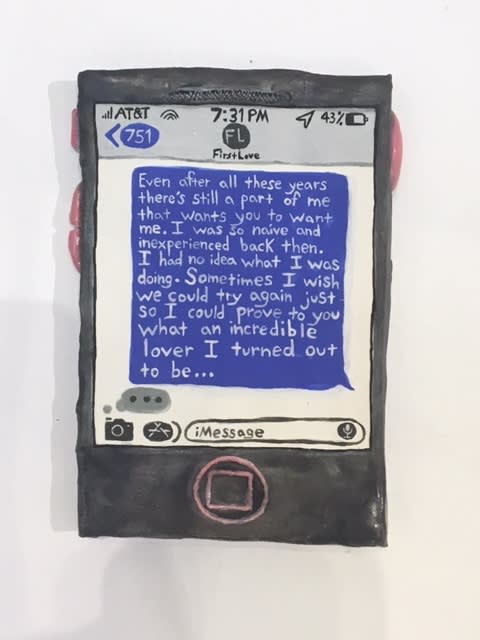 AT&T 7:31 PM 43%
751
FL
FirstLove
Even after all these years
there's still a part of me
that wants you to want
me. I was so naive and
inexperienced back then.
I had no idea what I was
doing. Sometimes I wish
we could try again just
so I could prove to you
what an incredible
lover I turned out
to be...
iMessage